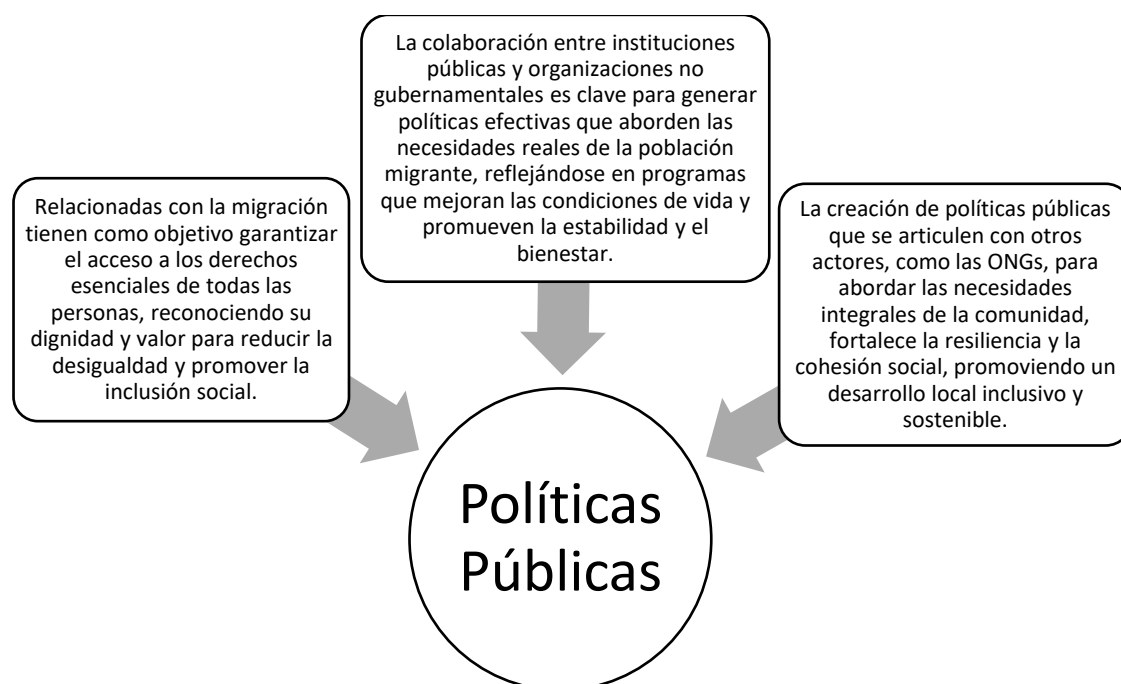 Relacionadas con la migración
tienen como objetivo garantizar
el acceso a los derechos
esenciales de todas las
personas, reconociendo su
dignidad y valor para reducir la
desigualdad y promover la
inclusión social.
La colaboración entre instituciones
públicas y organizaciones no
gubernamentales es clave para generar
políticas efectivas que aborden las
necesidades reales de la población
migrante, reflejándose en programas
que mejoran las condiciones de vida y
promueven la estabilidad y el
bienestar.
La creación de políticas públicas
que se articulen con otros
actores, como las ONGs, para
abordar las necesidades
integrales de la comunidad,
fortalece la resiliencia y la
cohesión social, promoviendo un
desarrollo local inclusivo y
sostenible.
Políticas
Públicas